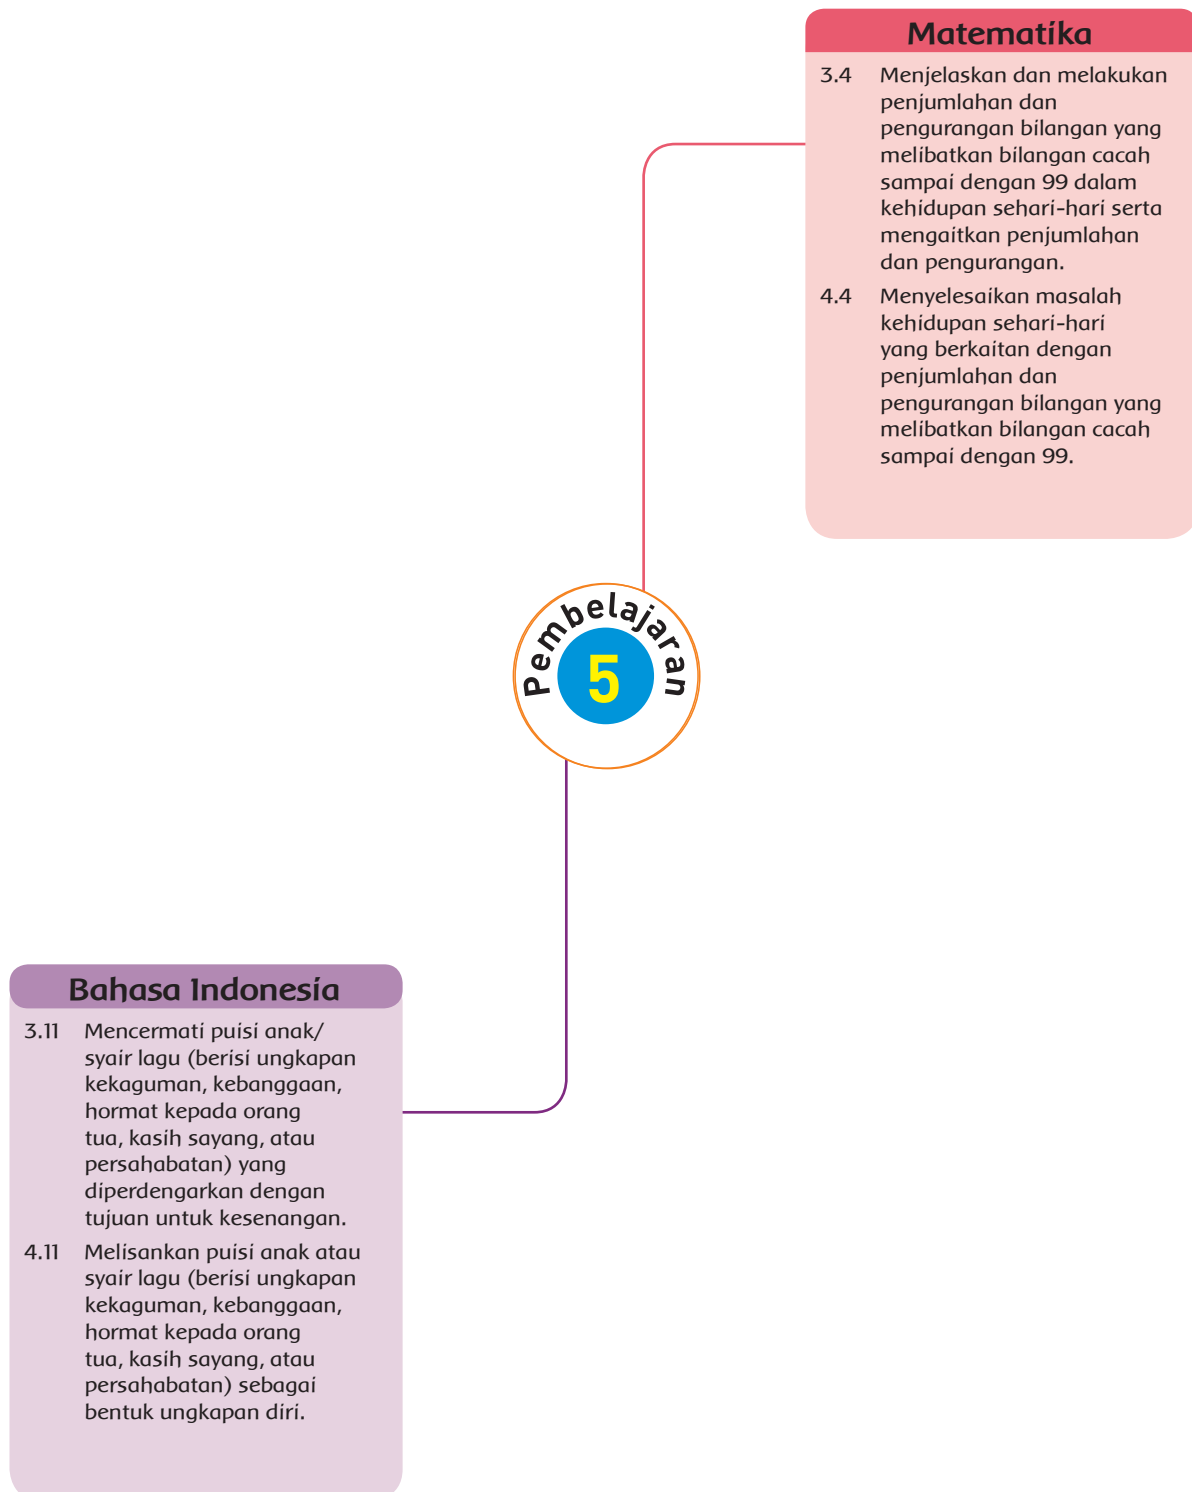 Matematika
3.4 Menjelaskan dan melakukan
penjumlahan dan
pengurangan bilangan yang
melibatkan bilangan cacah
sampai dengan 99 dalam
kehidupan sehari-hari serta
mengaitkan penjumlahan
dan pengurangan.
4.4 Menyelesaikan masalah
kehidupan sehari-hari
yang berkaitan dengan
penjumlahan dan
pengurangan bilangan yang
melibatkan bilangan cacah
sampai dengan 99.
Pembelajaran
5
Bahasa Indonesia
3.11 Mencermati puisi anak/
syair lagu (berisi ungkapan
kekaguman, kebanggaan,
hormat kepada orang
tua, kasih sayang, atau
persahabatan) yang
diperdengarkan dengan
tujuan untuk kesenangan.
4.11 Melisankan puisi anak atau
syair lagu (berisi ungkapan
kekaguman, kebanggaan,
hormat kepada orang
tua, kasih sayang, atau
persahabatan) sebagai
bentuk ungkapan diri.